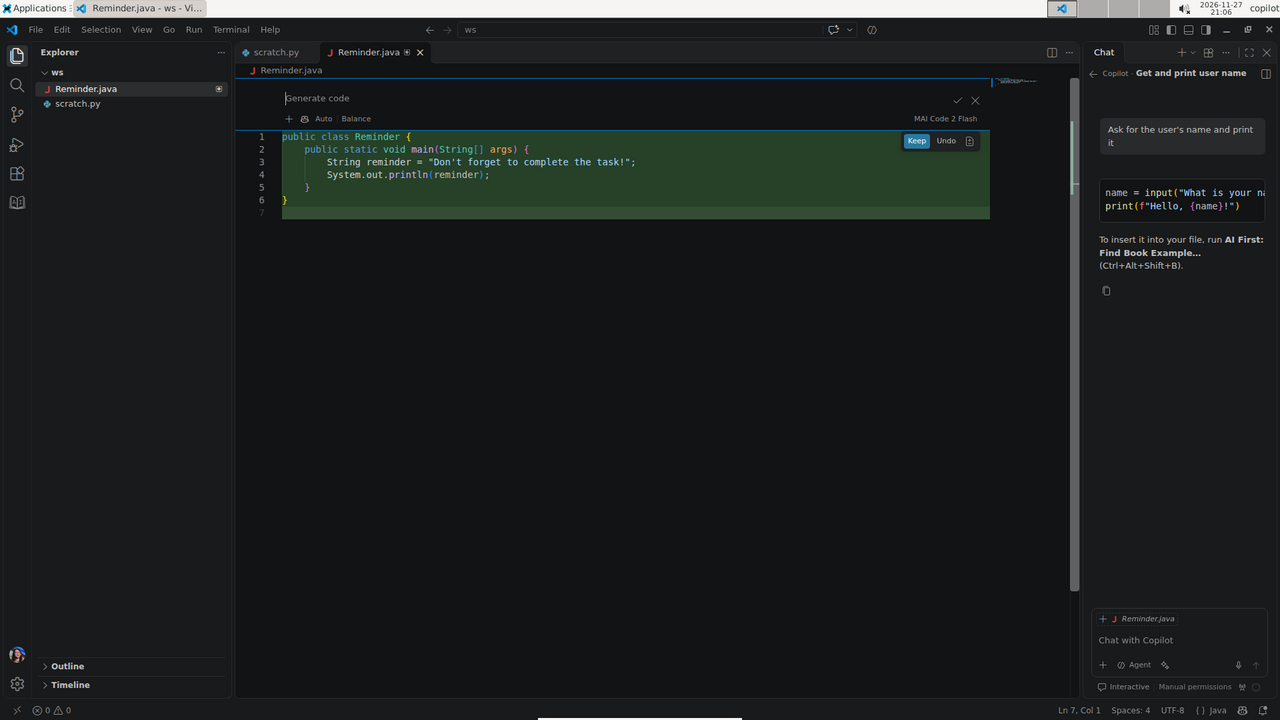 Applications
Reminder.java - ws - Vi...
2026-11-27
21:06
copilot
File Edit Selection View Go Run Terminal Help
ws
Explorer
ws
Reminder.java
scratch.py
Outline
Timeline
scratch.py
Reminder.java
Reminder.java
Generate code
Auto Balance
MAI Code 2 Flash
Keep Undo
1 public class Reminder {
2     public static void main(String[] args) {
3         String reminder = "Don't forget to complete the task!";
4         System.out.println(reminder);
5     }
6 }
7
Chat
Copilot · Get and print user name
Ask for the user's name and print
it
name = input("What is your na
print(f"Hello, {name}!")
To insert it into your file, run AI First:
Find Book Example...
(Ctrl+Alt+Shift+B).
Reminder.java
Chat with Copilot
Agent
Interactive Manual permissions
0 0
Ln 7, Col 1 Spaces: 4 UTF-8 {} Java